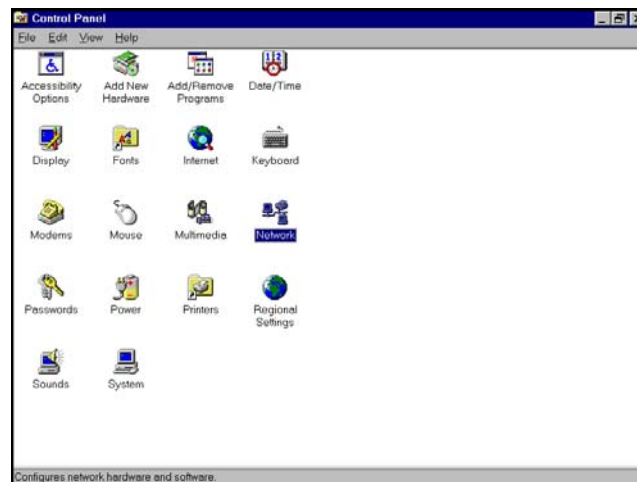 Control Panel
File Edit View Help
Accessibility Options
Add New Hardware
Add/Remove Programs
Date/Time
Display
Fonts
Internet
Keyboard
Modems
Mouse
Multimedia
Network
Passwords
Power
Printers
Regional Settings
Sounds
System
Configures network hardware and software.